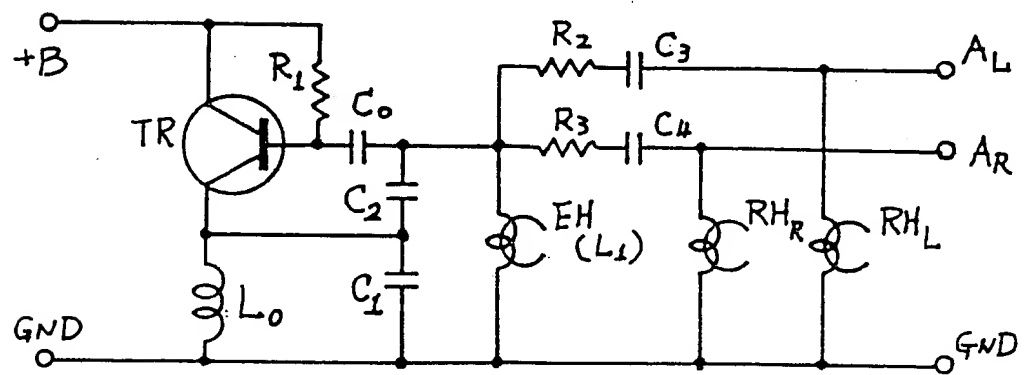 +B
R1
TR
C0
C2
C1
L0
GND
R2
C3
AL
R3
C4
AR
EH
(L1)
RHR
RHL
GND